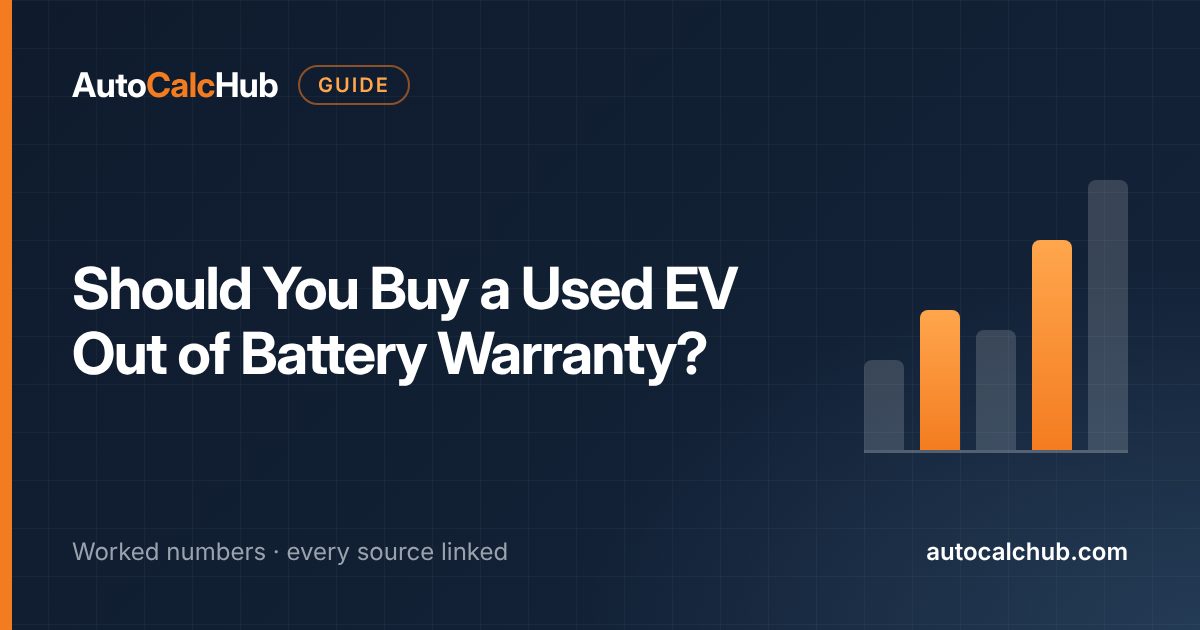 AutoCalcHub GUIDE
Should You Buy a Used EV
Out of Battery Warranty?
Worked numbers · every source linked
autocalchub.com